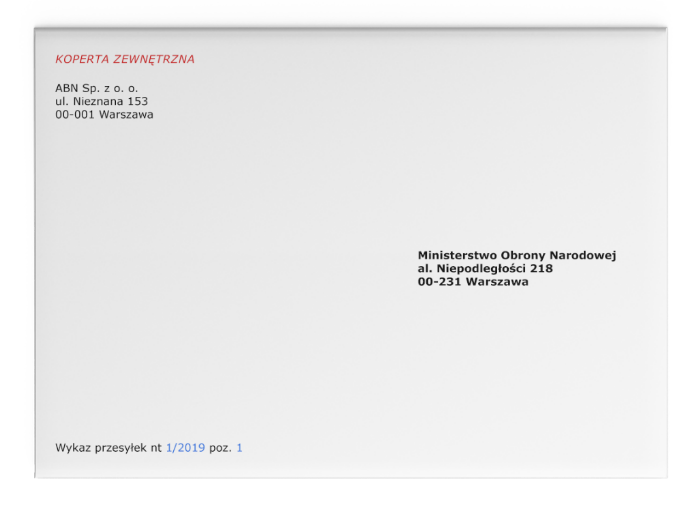 KOPERTA ZEWNĘTRZNA
ABN Sp. z o. o.
ul. Nieznana 153
00-001 Warszawa
Ministerstwo Obrony Narodowej
al. Niepodległości 218
00-231 Warszawa
Wykaz przesyłek nt 1/2019 poz. 1